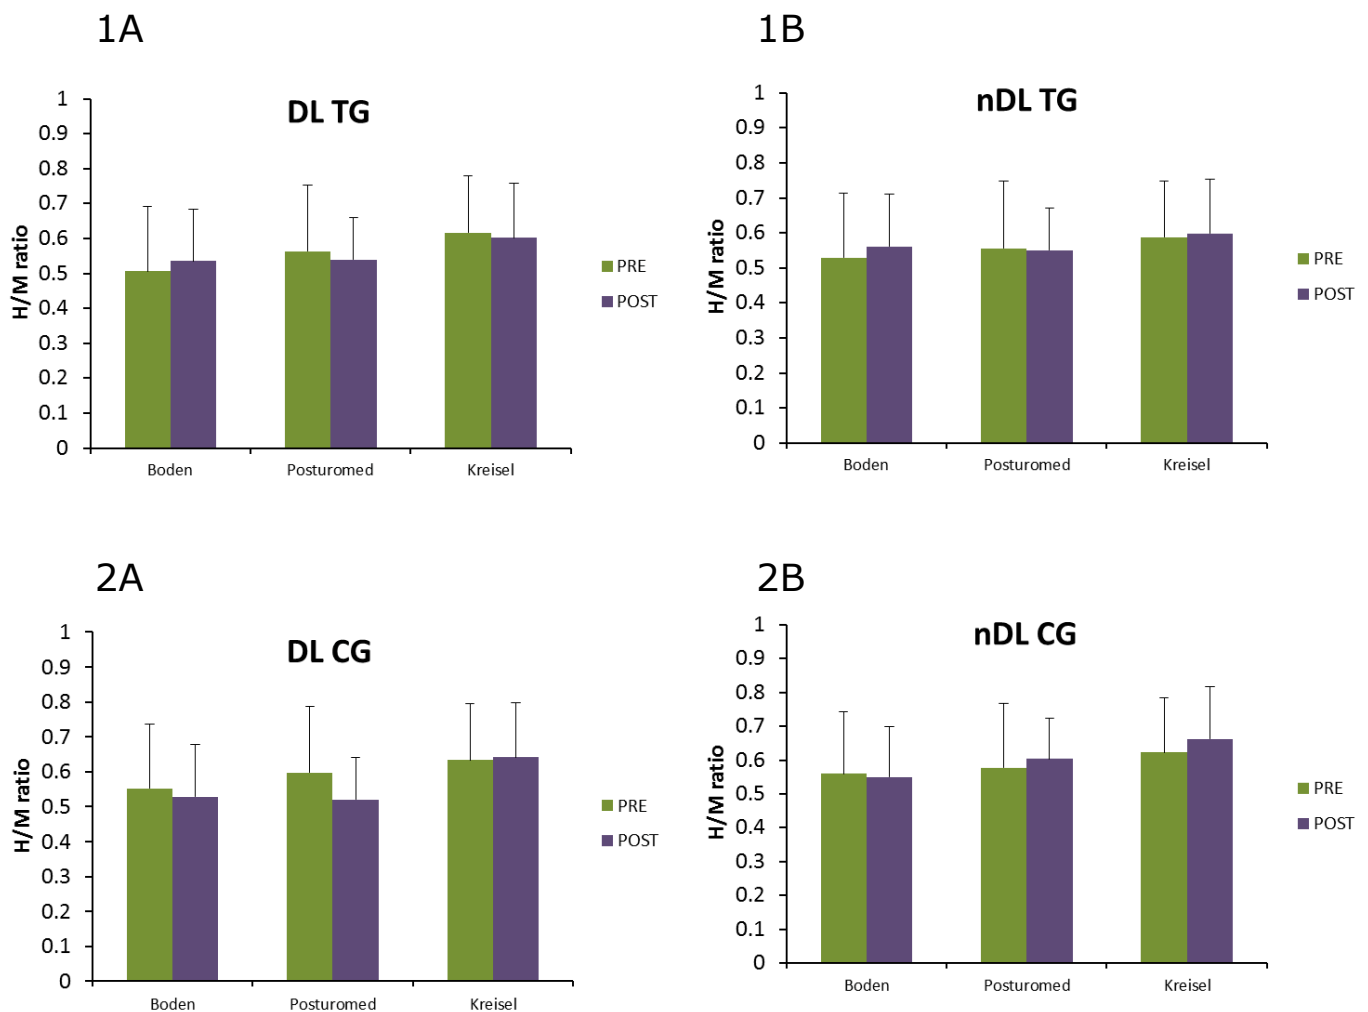 1A
DL TG
H/M ratio
1
0.9
0.8
0.7
0.6
0.5
0.4
0.3
0.2
0.1
0
Boden Posturomed Kreisel
PRE
POST
1B
nDL TG
H/M ratio
1
0.9
0.8
0.7
0.6
0.5
0.4
0.3
0.2
0.1
0
Boden Posturomed Kreisel
PRE
POST
2A
DL CG
H/M ratio
1
0.9
0.8
0.7
0.6
0.5
0.4
0.3
0.2
0.1
0
Boden Posturomed Kreisel
PRE
POST
2B
nDL CG
H/M ratio
1
0.9
0.8
0.7
0.6
0.5
0.4
0.3
0.2
0.1
0
Boden Posturomed Kreisel
PRE
POST